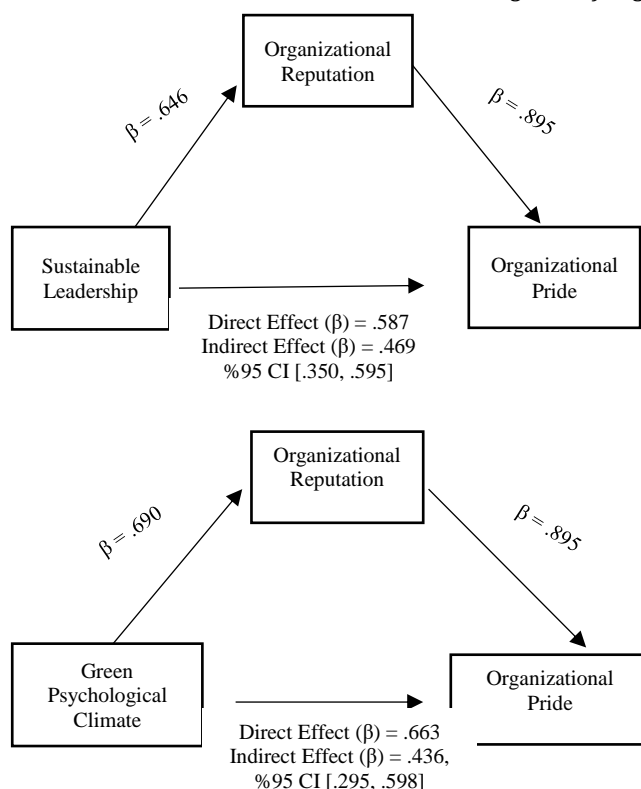 Organizational
Reputation
β = .646
β = .895
Sustainable
Leadership
Organizational
Pride
Direct Effect (β) = .587
Indirect Effect (β) = .469
%95 CI [.350, .595]
Organizational
Reputation
β = .690
β = .895
Green
Psychological
Climate
Organizational
Pride
Direct Effect (β) = .663
Indirect Effect (β) = .436,
%95 CI [.295, .598]